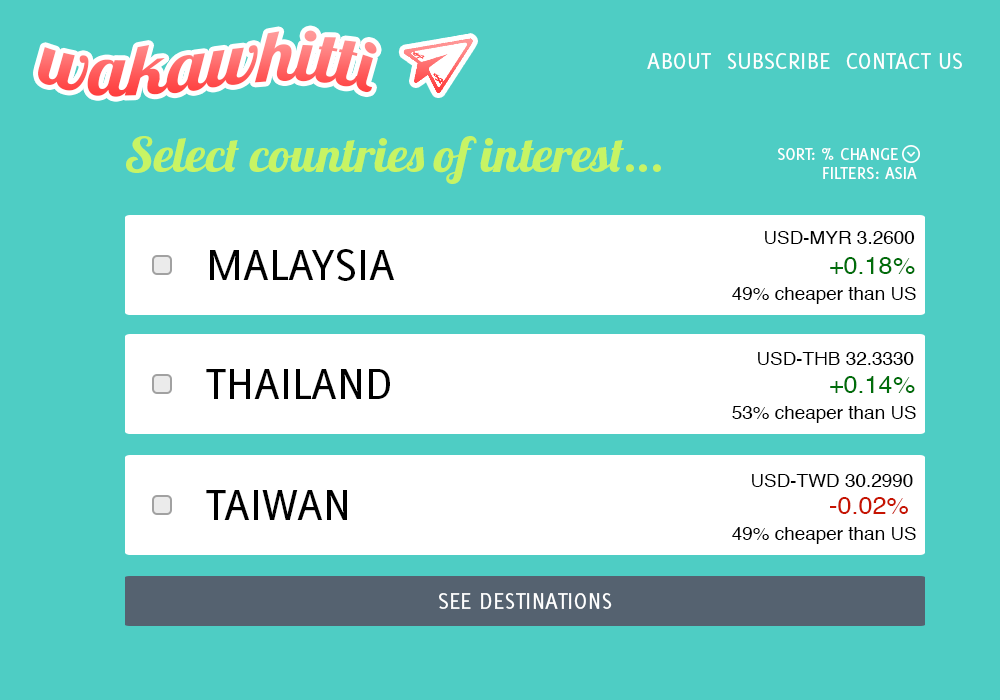 wakawhitti
ABOUT SUBSCRIBE CONTACT US
Select countries of interest...
SORT: % CHANGE
FILTERS: ASIA
MALAYSIA
USD-MYR 3.2600
+0.18%
49% cheaper than US
THAILAND
USD-THB 32.3330
+0.14%
53% cheaper than US
TAIWAN
USD-TWD 30.2990
-0.02%
49% cheaper than US
SEE DESTINATIONS